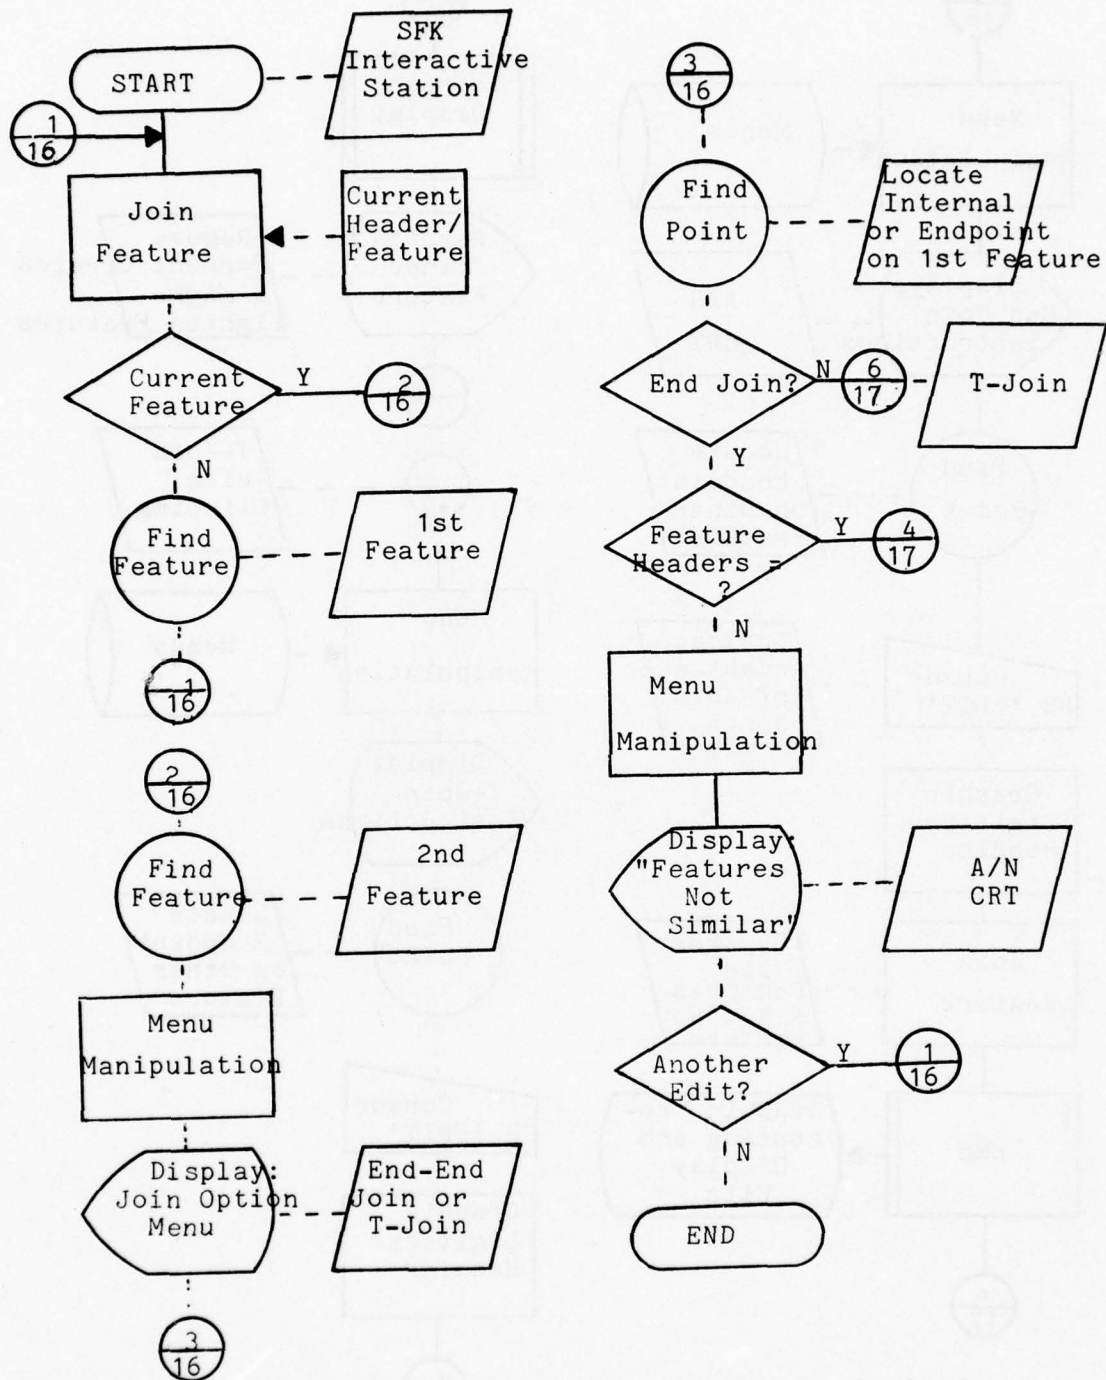 SFK
Interactive
Station
START
1
16
Join
Feature
Current
Header/
Feature
Current
Feature
Y
2
16
N
Find
Feature
1st
Feature
1
16
2
16
Find
Feature
2nd
Feature
Menu
Manipulation
Display:
Join Option
Menu
End-End
Join or
T-Join
3
16
3
16
Find
Point
Locate
Internal
or Endpoint
on 1st Feature
End Join?
N
6
17
T-Join
Y
Feature
Headers =
?
Y
4
17
N
Menu
Manipulation
Display:
"Features
Not
Similar"
A/N
CRT
Another
Edit?
Y
1
16
N
END